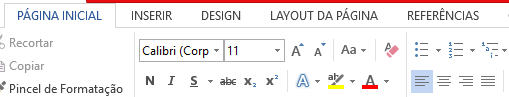 PÁGINA INICIAL INSERIR DESIGN LAYOUT DA PÁGINA REFERÊNCIAS
Recortar Calibri (Corp 11 A A Aa A
Copiar
Pincel de Formatação N I S abc x₂ x² A ab A